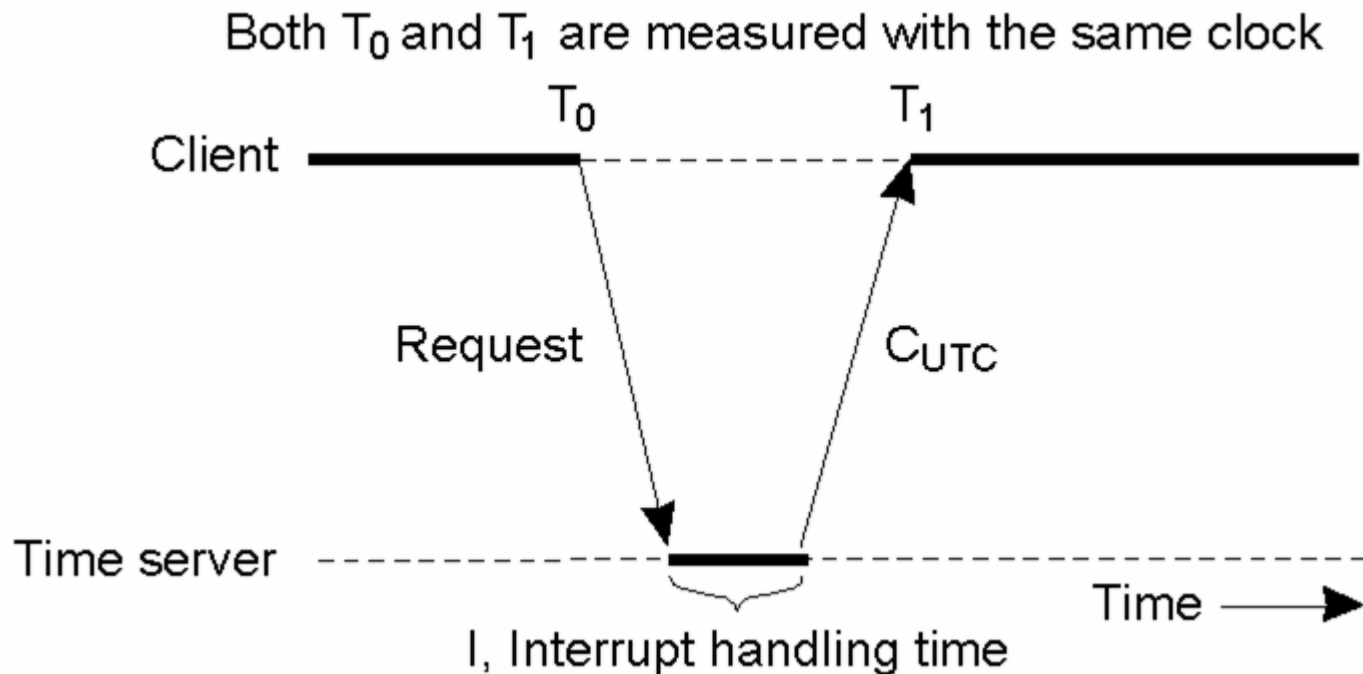 Both T₀ and T₁ are measured with the same clock
T₀ T₁
Client
Request C_UTC
Time server
Time
I, Interrupt handling time